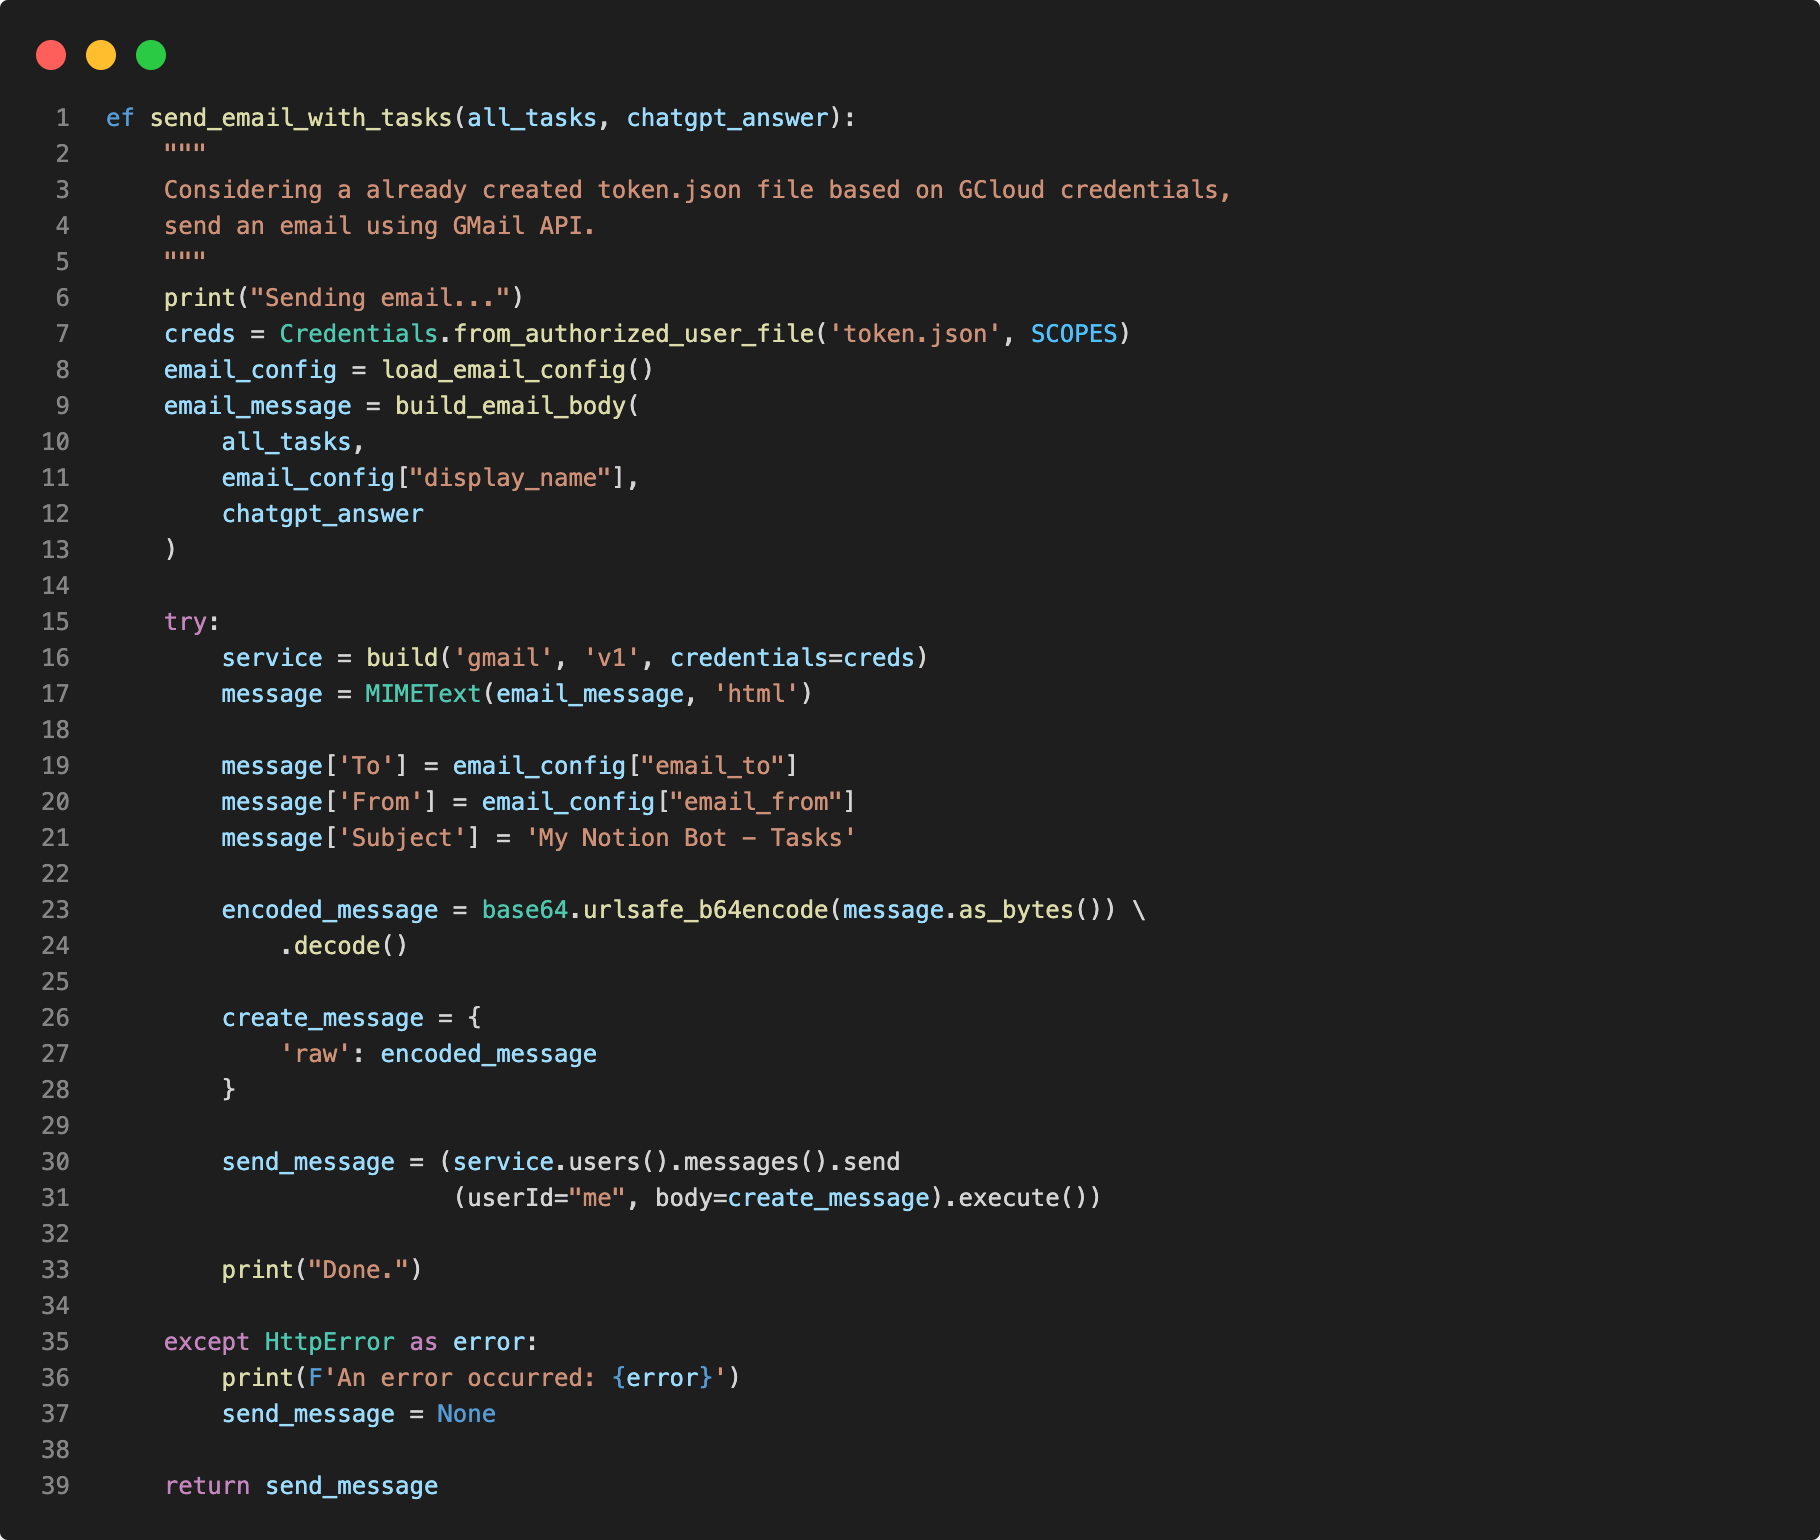 1 ef send_email_with_tasks(all_tasks, chatgpt_answer):
2     """
3     Considering a already created token.json file based on GCloud credentials,
4     send an email using GMail API.
5     """
6     print("Sending email...")
7     creds = Credentials.from_authorized_user_file('token.json', SCOPES)
8     email_config = load_email_config()
9     email_message = build_email_body(
10         all_tasks,
11         email_config["display_name"],
12         chatgpt_answer
13     )
14
15     try:
16         service = build('gmail', 'v1', credentials=creds)
17         message = MIMEText(email_message, 'html')
18
19         message['To'] = email_config["email_to"]
20         message['From'] = email_config["email_from"]
21         message['Subject'] = 'My Notion Bot - Tasks'
22
23         encoded_message = base64.urlsafe_b64encode(message.as_bytes()) \
24             .decode()
25
26         create_message = {
27             'raw': encoded_message
28         }
29
30         send_message = (service.users().messages().send
31                         (userId="me", body=create_message).execute())
32
33         print("Done.")
34
35     except HttpError as error:
36         print(F'An error occurred: {error}')
37         send_message = None
38
39     return send_message